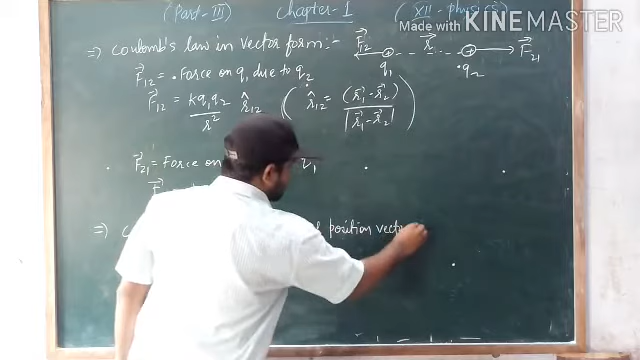 (Part-III) Chapter-1 (XII-physics)
Made with KINEMASTER
=> coulomb's law in vector form:-
F⃗12 r⃗ F⃗21
q1 q2
F⃗12 = Force on q1 due to q2
F⃗12 = kq1q2/r² r̂12 ( r̂12 = (r⃗1 - r⃗2)/|r⃗1 - r⃗2| )
F⃗21 = Force on q1
F⃗
=> position vector